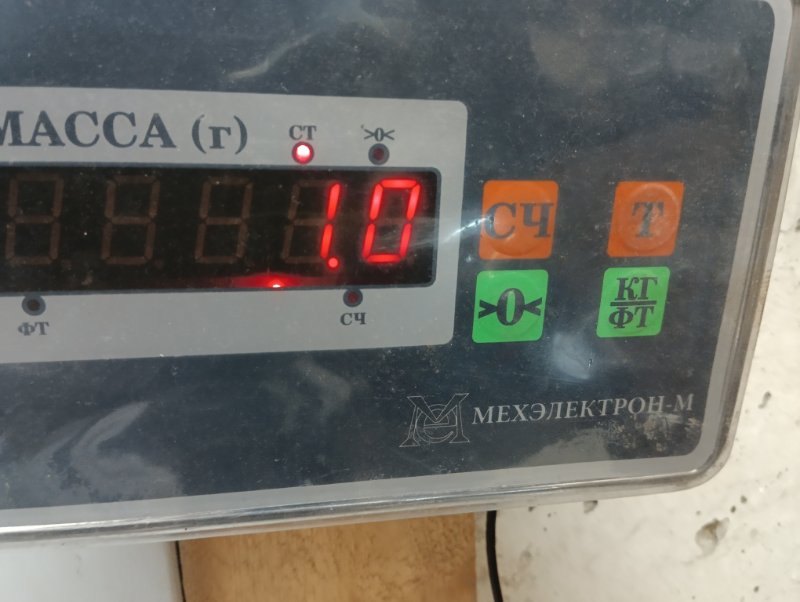 МАССА (г)
СТ
>0<
1.0
ФТ
СЧ
СЧ
Т
>0<
КГ
ФТ
МЕХЭЛЕКТРОН-М